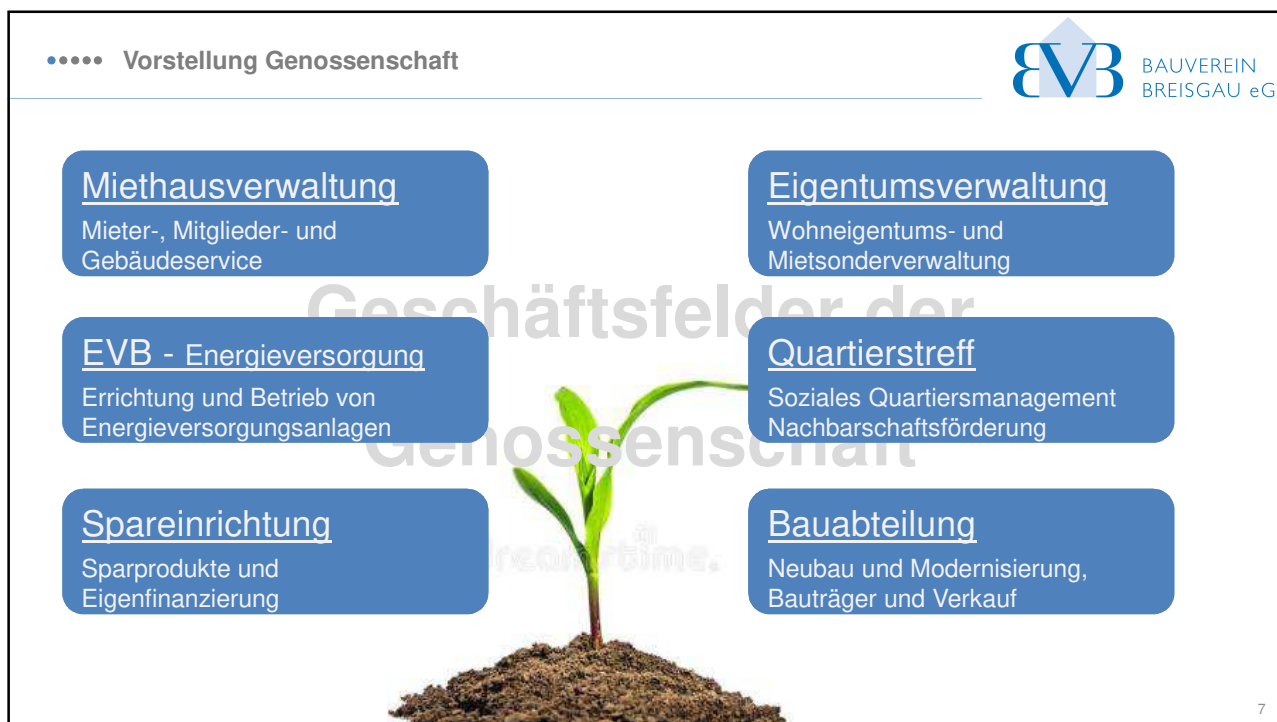 Vorstellung Genossenschaft
BAUVEREIN
BREISGAU eG
Geschäftsfelder der
Genossenschaft
Miethausverwaltung
Mieter-, Mitglieder- und
Gebäudeservice
Eigentumsverwaltung
Wohneigentums- und
Mietsonderverwaltung
EVB - Energieversorgung
Errichtung und Betrieb von
Energieversorgungsanlagen
Quartierstreff
Soziales Quartiersmanagement
Nachbarschaftsförderung
Spareinrichtung
Sparprodukte und
Eigenfinanzierung
Bauabteilung
Neubau und Modernisierung,
Bauträger und Verkauf
dreamstime.
7